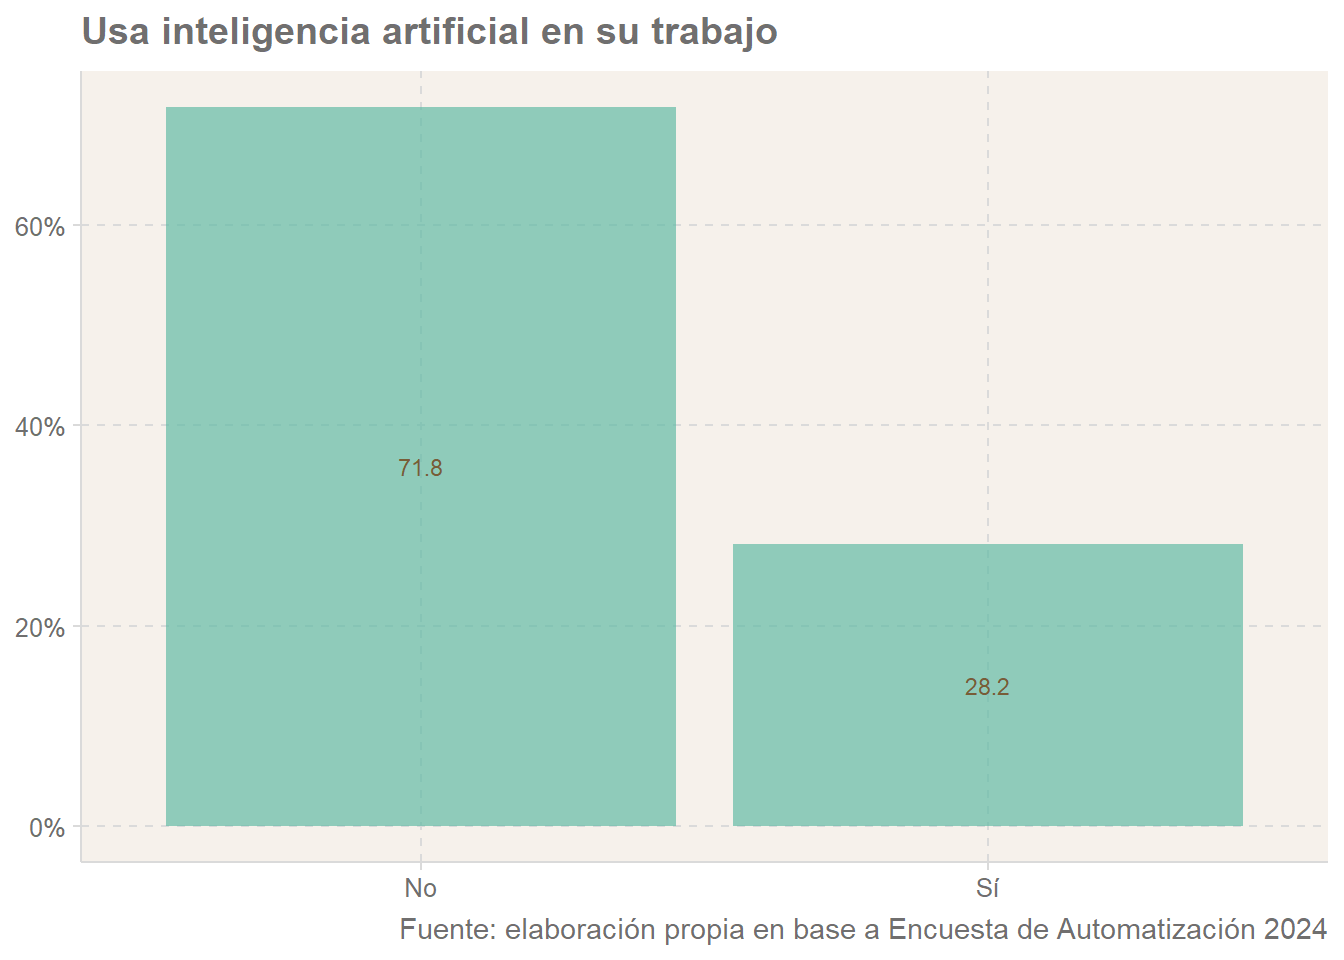 Usa inteligencia artificial en su trabajo
60%
40%
71.8
20%
28.2
0%
No
Sí
Fuente: elaboración propia en base a Encuesta de Automatización 2024